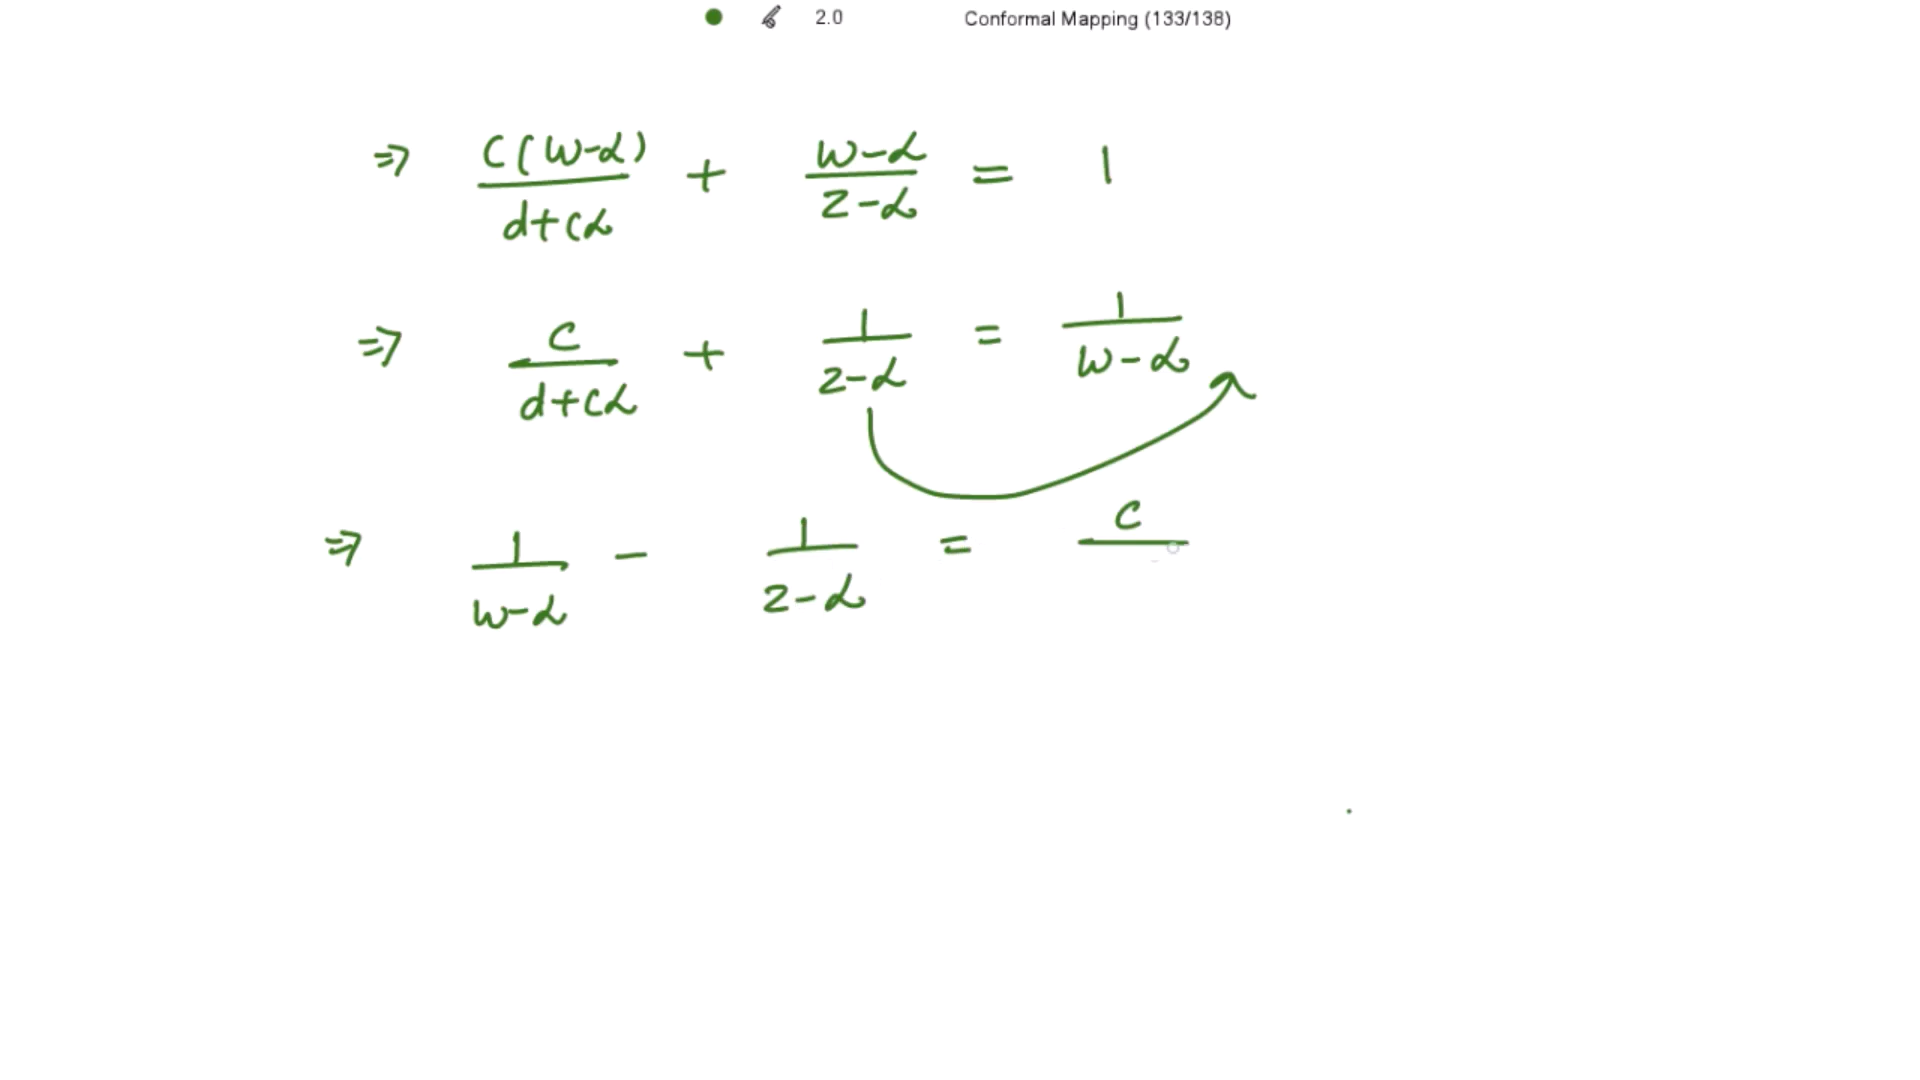 2.0 Conformal Mapping (133/138)
⇒ C(W-α)/d+cα + W-α/z-α = 1
⇒ C/d+cα + 1/z-α = 1/W-α
⇒ 1/W-α - 1/z-α = C/